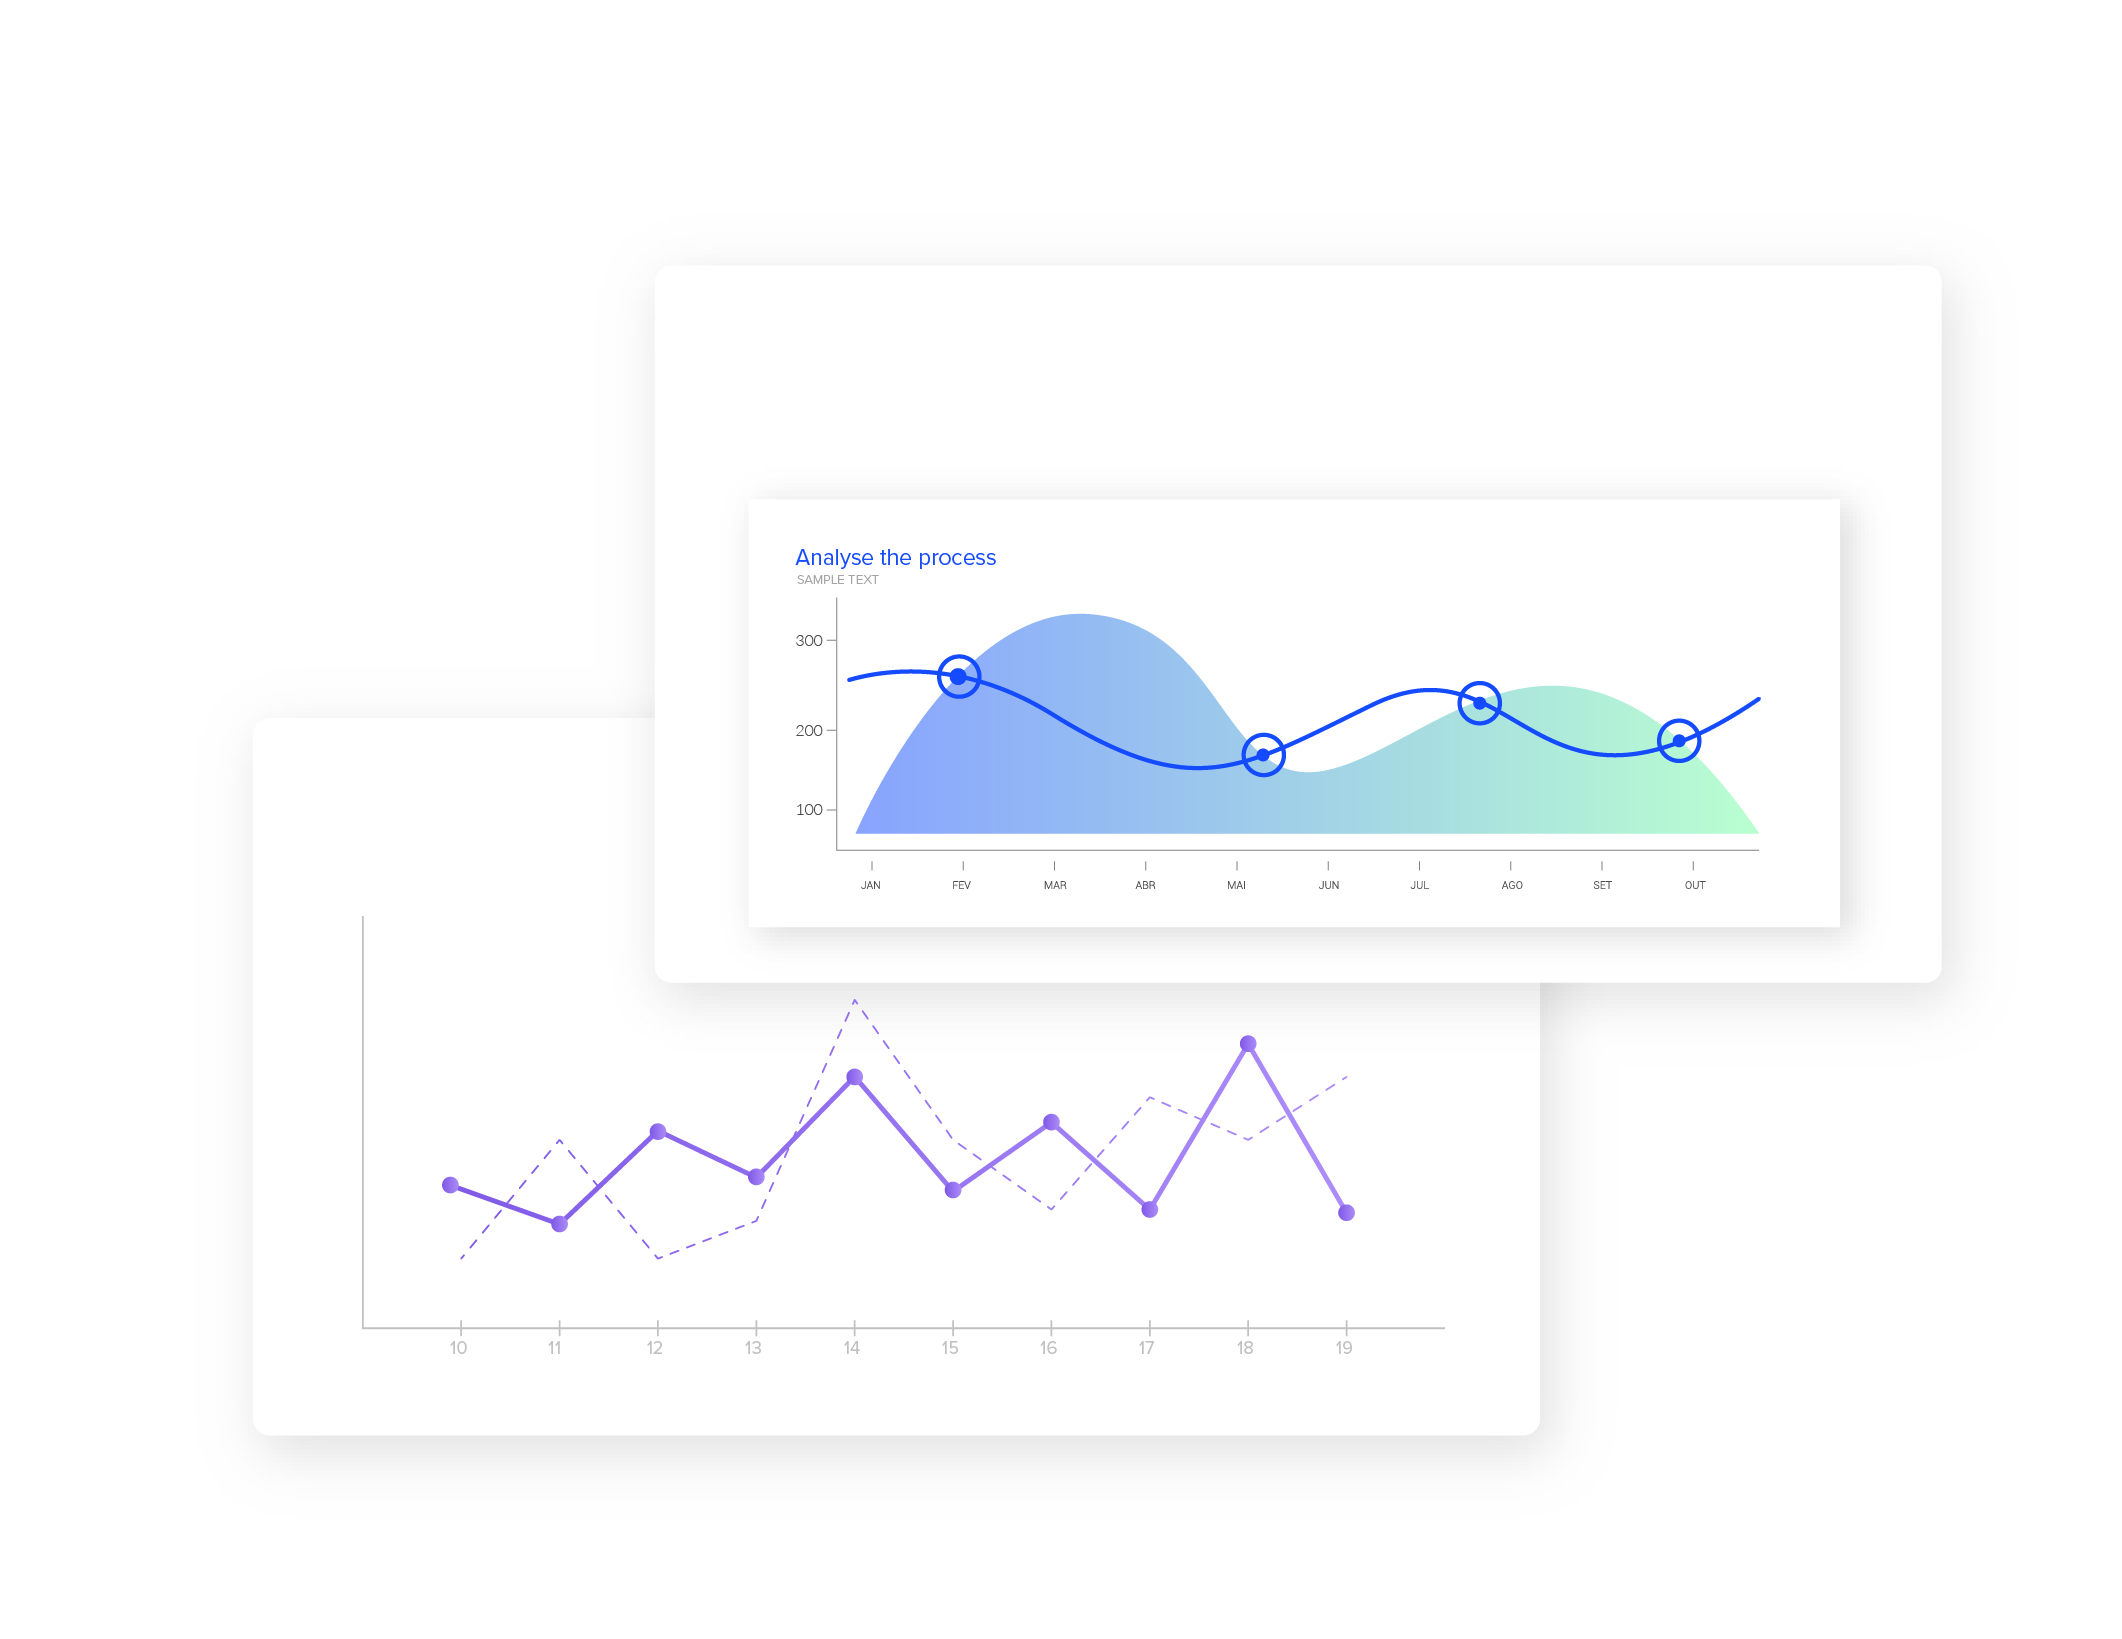 Analyse the process
SAMPLE TEXT
300
200
100
JAN FEV MAR ABR MAI JUN JUL AGO SET OUT
10 11 12 13 14 15 16 17 18 19